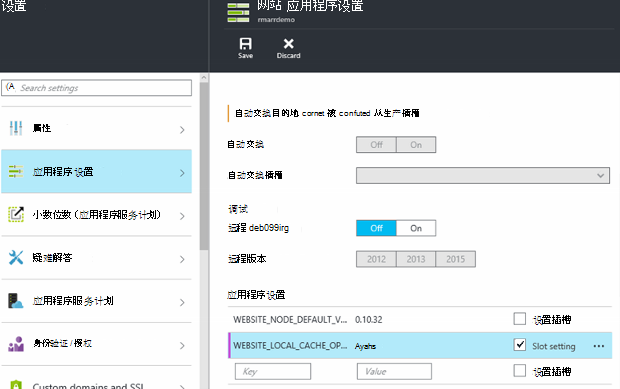 设置
网站 应用程序设置
rmarrdemo
Save
Discard
Search settings
属性
应用程序设置
小数位数 (应用程序服务计划)
疑难解答
应用程序服务计划
身份验证/授权
Custom domains and SSL
自动交换目的地 cornet 被 confuted 从生产插槽
自动交换
Off
On
自动交换插槽
调试
远程 deb099irg
Off
On
远程版本
2012
2013
2015
应用程序设置
WEBSITE_NODE_DEFAULT_V...
0.10.32
设置插槽
WEBSITE_LOCAL_CACHE_OP...
Ayahs
Slot setting
...
Key
Value
设置插槽